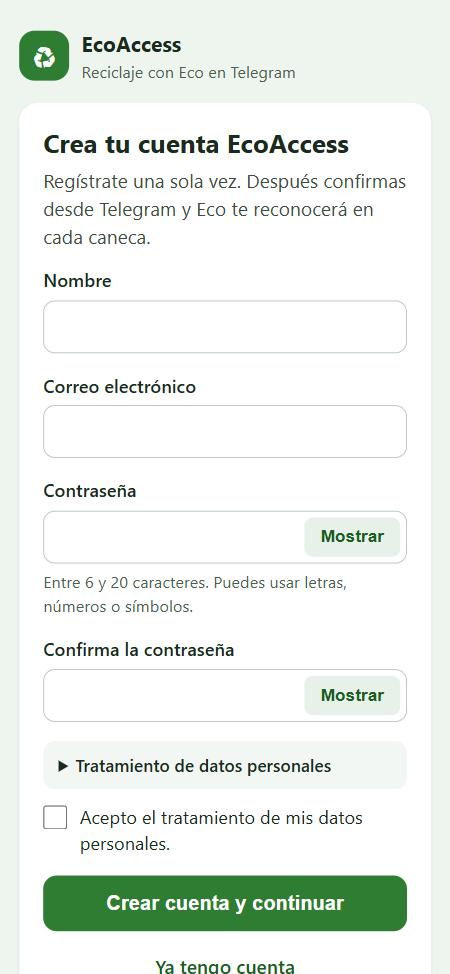 EcoAccess
Reciclaje con Eco en Telegram
Crea tu cuenta EcoAccess
Regístrate una sola vez. Después confirmas
desde Telegram y Eco te reconocerá en
cada caneca.
Nombre
Correo electrónico
Contraseña
Mostrar
Entre 6 y 20 caracteres. Puedes usar letras,
números o símbolos.
Confirma la contraseña
Mostrar
▶ Tratamiento de datos personales
Acepto el tratamiento de mis datos
personales.
Crear cuenta y continuar
Ya tengo cuenta